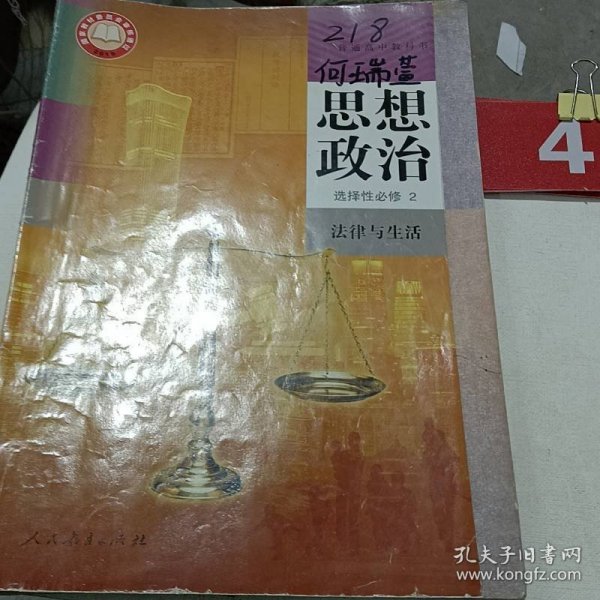 218
普通高中教科书
何瑞萱
思想
政治
选择性必修 2
法律与生活
4
人民教育出版社
孔夫子旧书网
www.kongfz.com